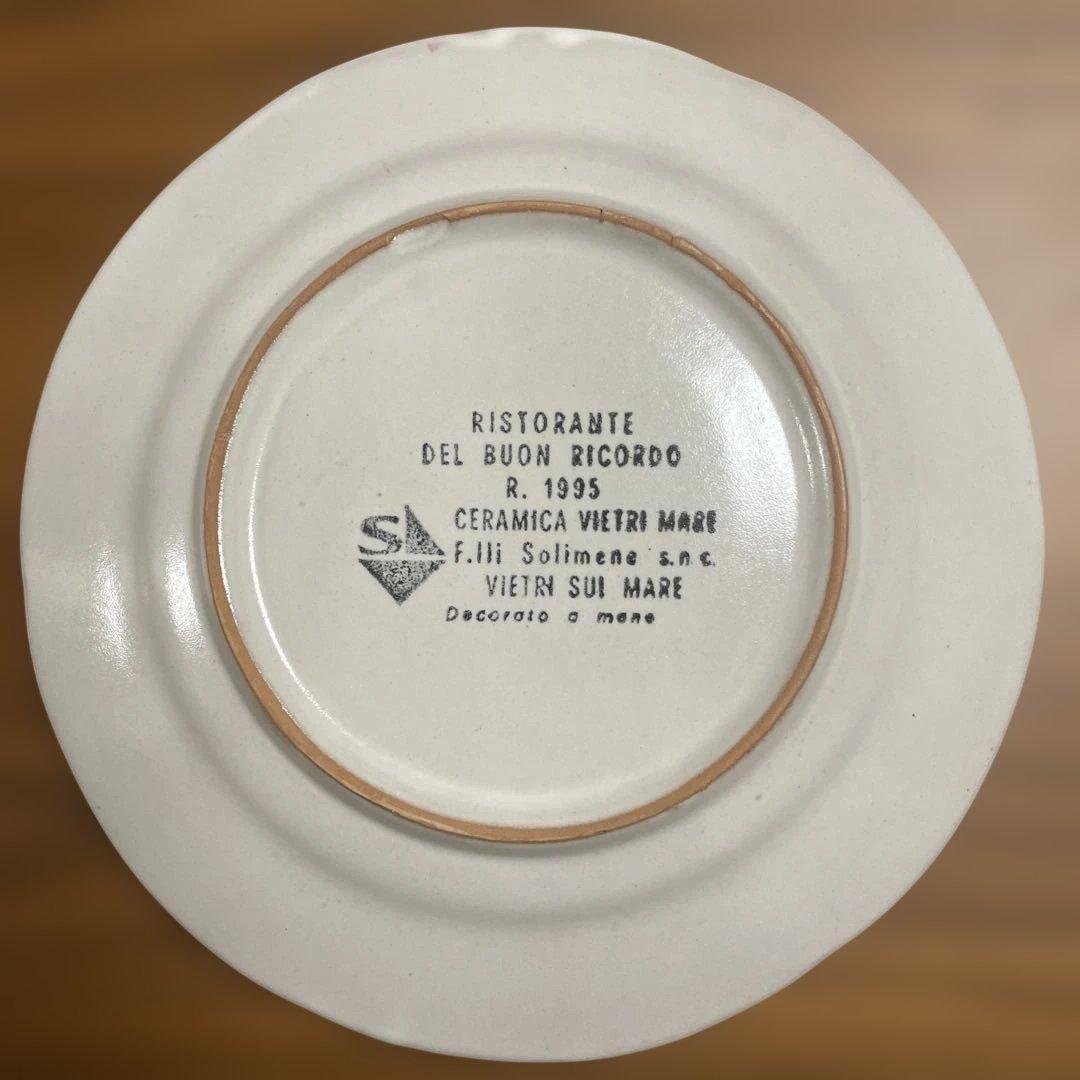 RISTORANTE
DEL BUON RICORDO
R. 1995
S
CERAMICA VIETRI MARE
F.lli Solimene s.n.c.
VIETRI SUL MARE
Decorato a mano